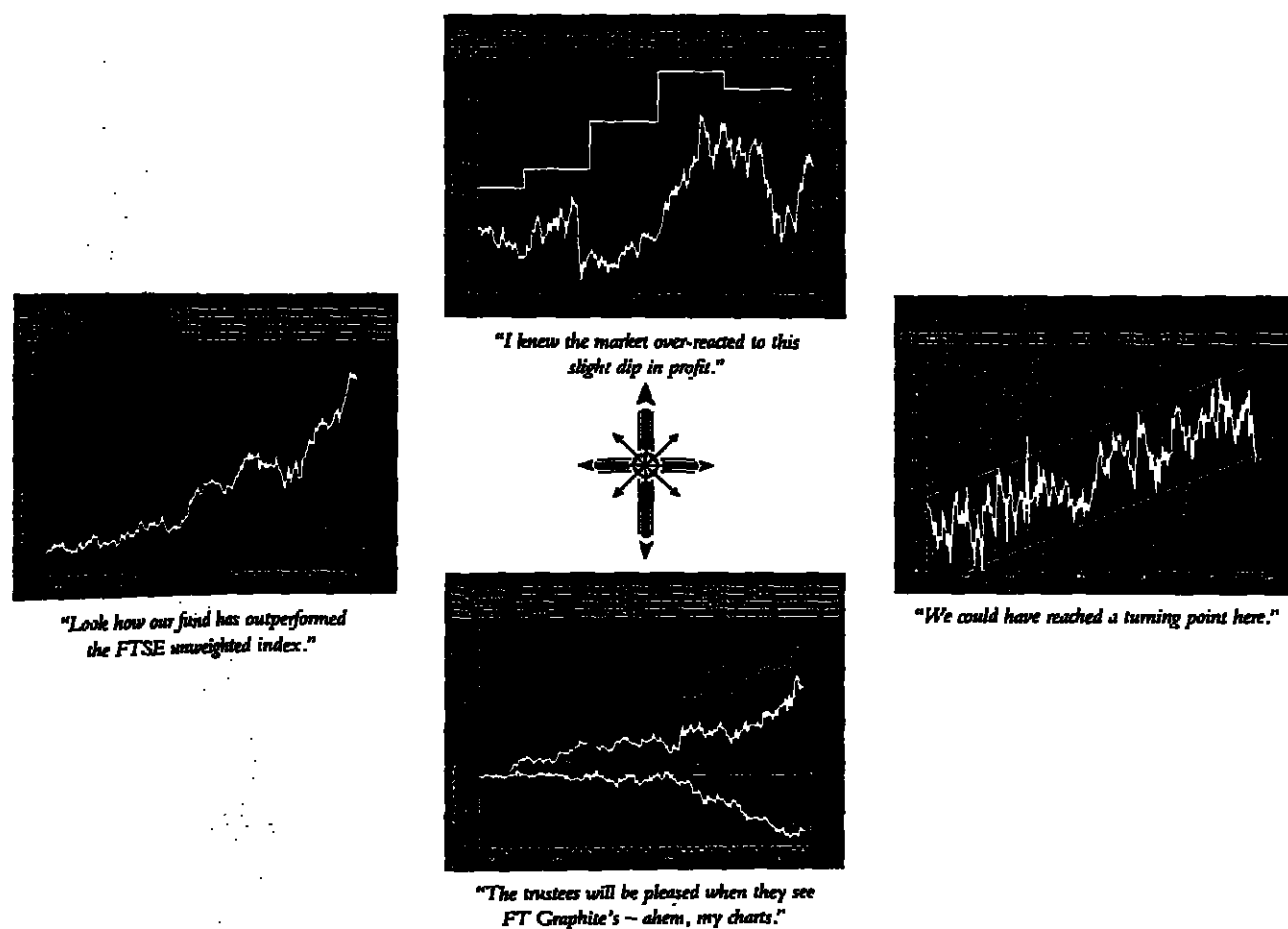 "I knew the market over-reacted to this
slight dip in profit."
"Look how our fund has outperformed
the FTSE unweighted index."
"We could have reached a turning point here."
"The trustees will be pleased when they see
FT Graphite's – ahem, my charts."